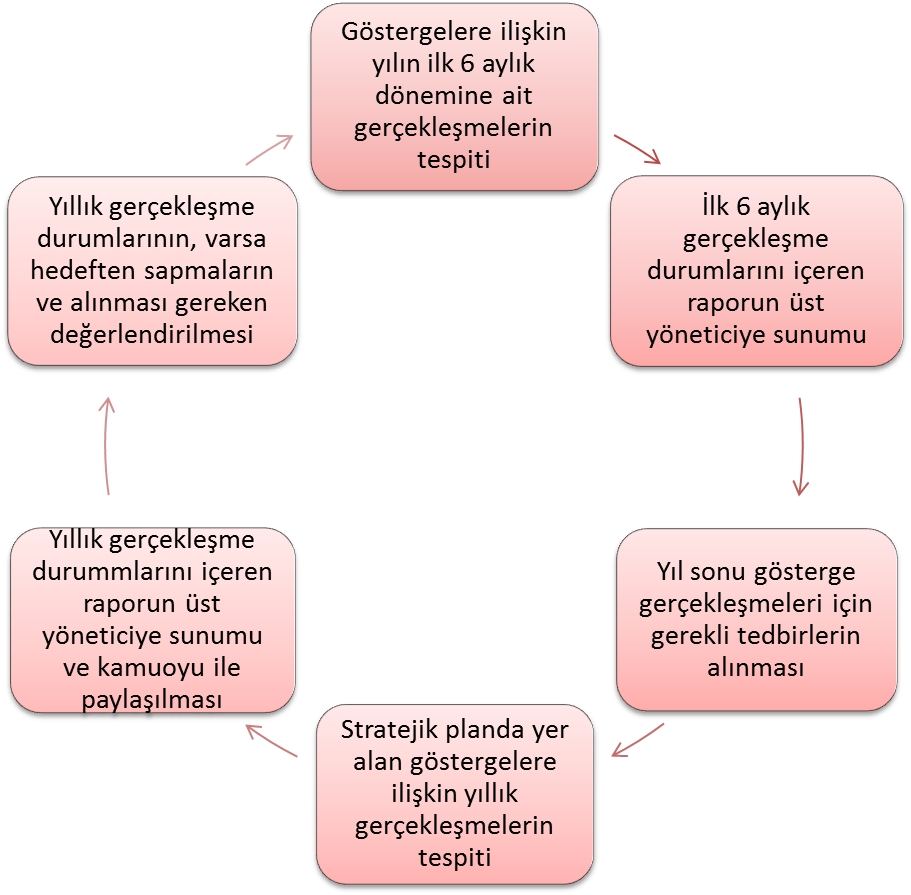 Göstergelere ilişkin
yılın ilk 6 aylık
dönemine ait
gerçekleşmelerin
tespiti
İlk 6 aylık
gerçekleşme
durumlarını içeren
raporun üst
yöneticiye sunumu
Yıl sonu gösterge
gerçekleşmeleri için
gerekli tedbirlerin
alınması
Stratejik planda yer
alan göstergelere
ilişkin yıllık
gerçekleşmelerin
tespiti
Yıllık gerçekleşme
durummlarını içeren
raporun üst
yöneticiye sunumu
ve kamuoyu ile
paylaşılması
Yıllık gerçekleşme
durumlarının, varsa
hedeften sapmaların
ve alınması gereken
değerlendirilmesi